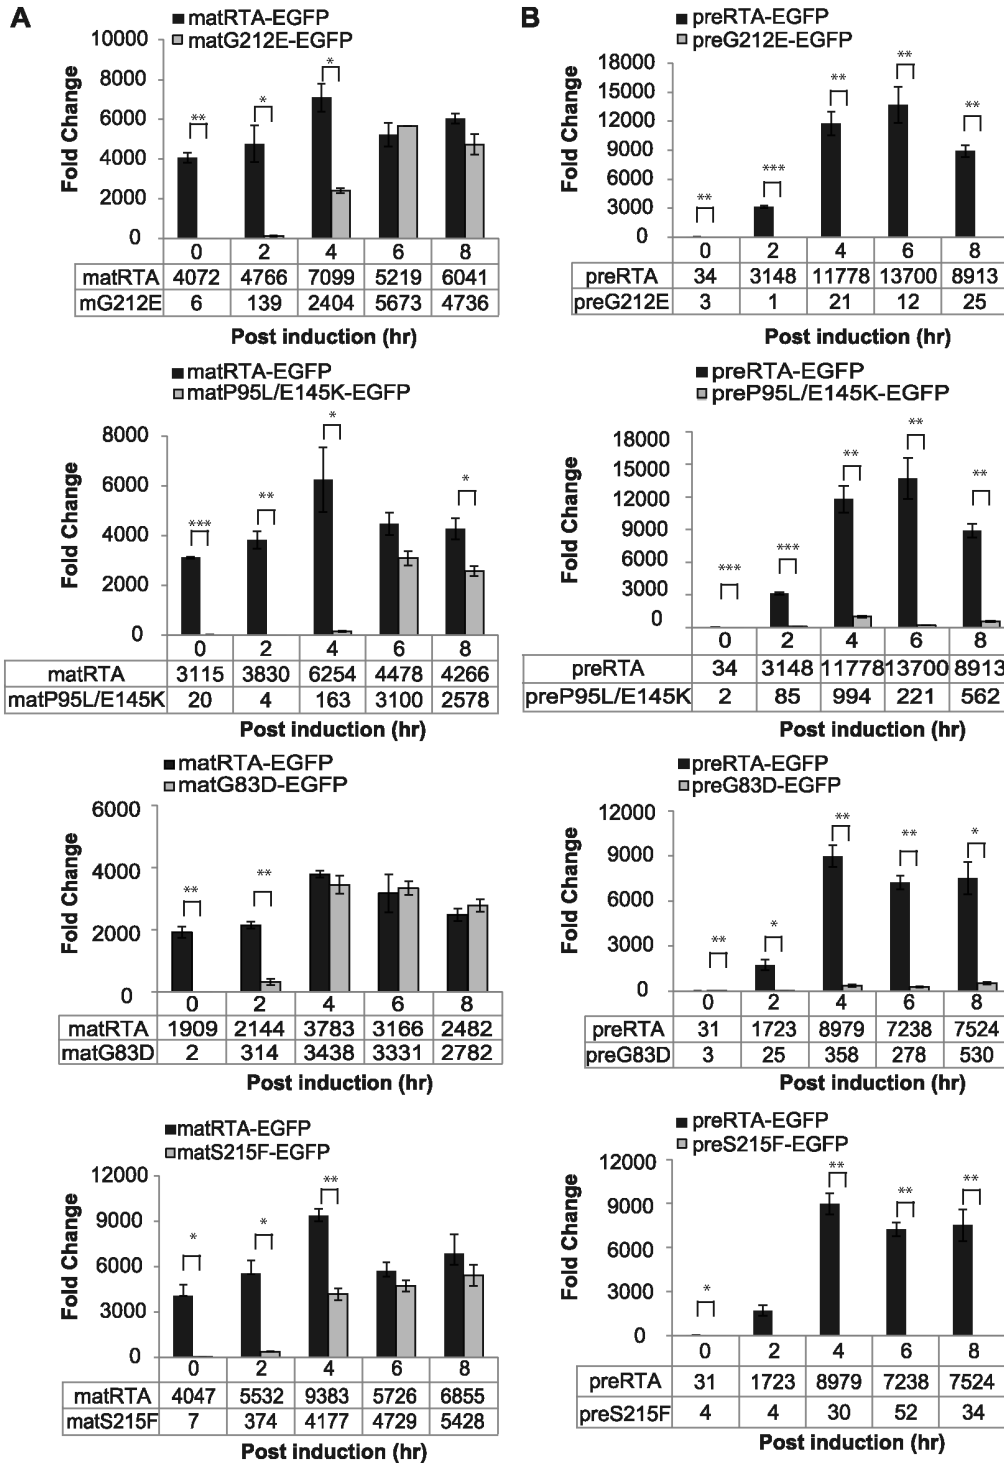 A
matRTA-EGFP
matG212E-EGFP
Fold Change
10000
8000
6000
4000
2000
0
** * *
0 2 4 6 8
matRTA 4072 4766 7099 5219 6041
mG212E 6 139 2404 5673 4736
Post induction (hr)
matRTA-EGFP
matP95L/E145K-EGFP
Fold Change
8000
6000
4000
2000
0
*** ** * *
0 2 4 6 8
matRTA 3115 3830 6254 4478 4266
matP95L/E145K 20 4 163 3100 2578
Post induction (hr)
matRTA-EGFP
matG83D-EGFP
Fold Change
6000
4000
2000
0
** **
0 2 4 6 8
matRTA 1909 2144 3783 3166 2482
matG83D 2 314 3438 3331 2782
Post induction (hr)
matRTA-EGFP
matS215F-EGFP
Fold Change
12000
9000
6000
3000
0
* * **
0 2 4 6 8
matRTA 4047 5532 9383 5726 6855
matS215F 7 374 4177 4729 5428
Post induction (hr)
B
preRTA-EGFP
preG212E-EGFP
Fold Change
18000
15000
12000
9000
6000
3000
0
** *** ** ** **
0 2 4 6 8
preRTA 34 3148 11778 13700 8913
preG212E 3 1 21 12 25
Post induction (hr)
preRTA-EGFP
preP95L/E145K-EGFP
Fold Change
18000
15000
12000
9000
6000
3000
0
*** *** ** ** **
0 2 4 6 8
preRTA 34 3148 11778 13700 8913
preP95L/E145K 2 85 994 221 562
Post induction (hr)
preRTA-EGFP
preG83D-EGFP
Fold Change
12000
9000
6000
3000
0
** * ** ** *
0 2 4 6 8
preRTA 31 1723 8979 7238 7524
preG83D 3 25 358 278 530
Post induction (hr)
preRTA-EGFP
preS215F-EGFP
Fold Change
12000
9000
6000
3000
0
* ** ** **
0 2 4 6 8
preRTA 31 1723 8979 7238 7524
preS215F 4 4 30 52 34
Post induction (hr)